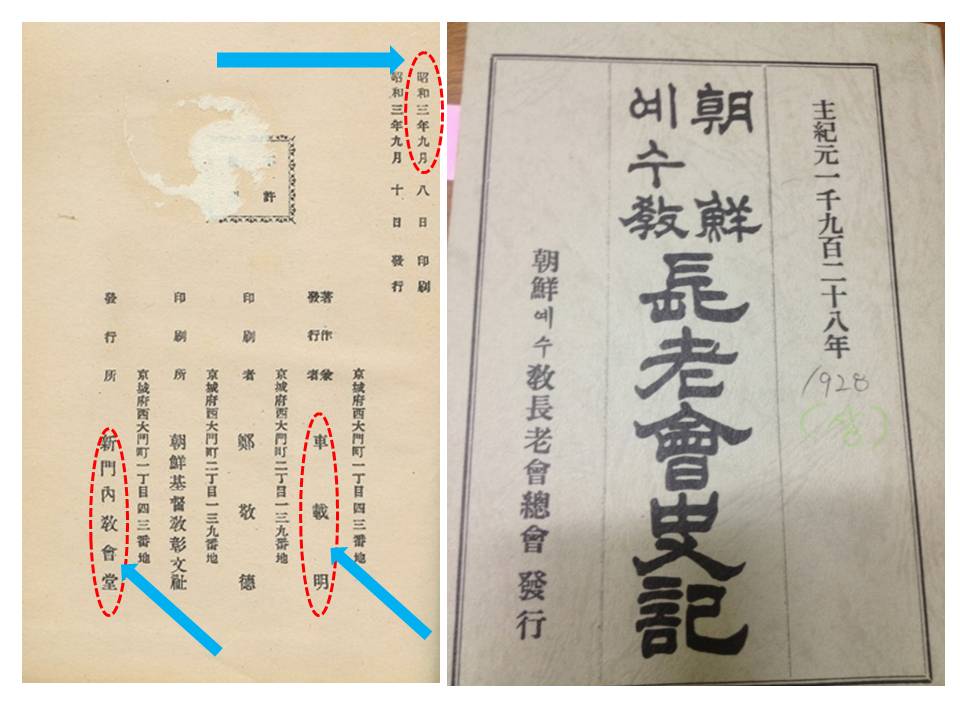 昭和三年九月八日印刷
昭和三年九月十日發行
許
京城府西大門町一丁目四三番地
著作兼發行者 車載明
京城府西大門町二丁目一三九番地
印刷者 鄭敬德
京城府西大門町二丁目一三九番地
印刷所 朝鮮基督敎彰文社
京城府西大門町一丁目四三番地
發行所 新門內敎會堂
主紀元一千九百二十八年
1928
朝鮮
예수敎
長老會史記
朝鮮예수敎長老會總會 發行